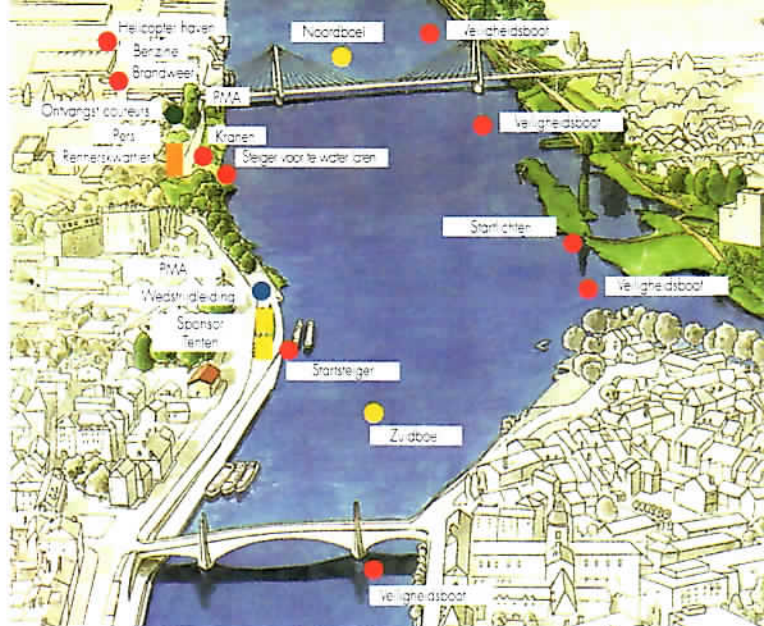 Helicopter haven
Benzine
Brandweer
Noordboei
Veiligheidsboot
Ontvangst coureurs
PMA
Pers
Rennerskwartier
Kranen
Steiger voor te water laten
Veiligheidsboot
Startlichten
PMA
Wedstrijdleiding
Veiligheidsboot
Sponsor
Tenten
Startsteiger
Zuidboei
Veiligheidsboot